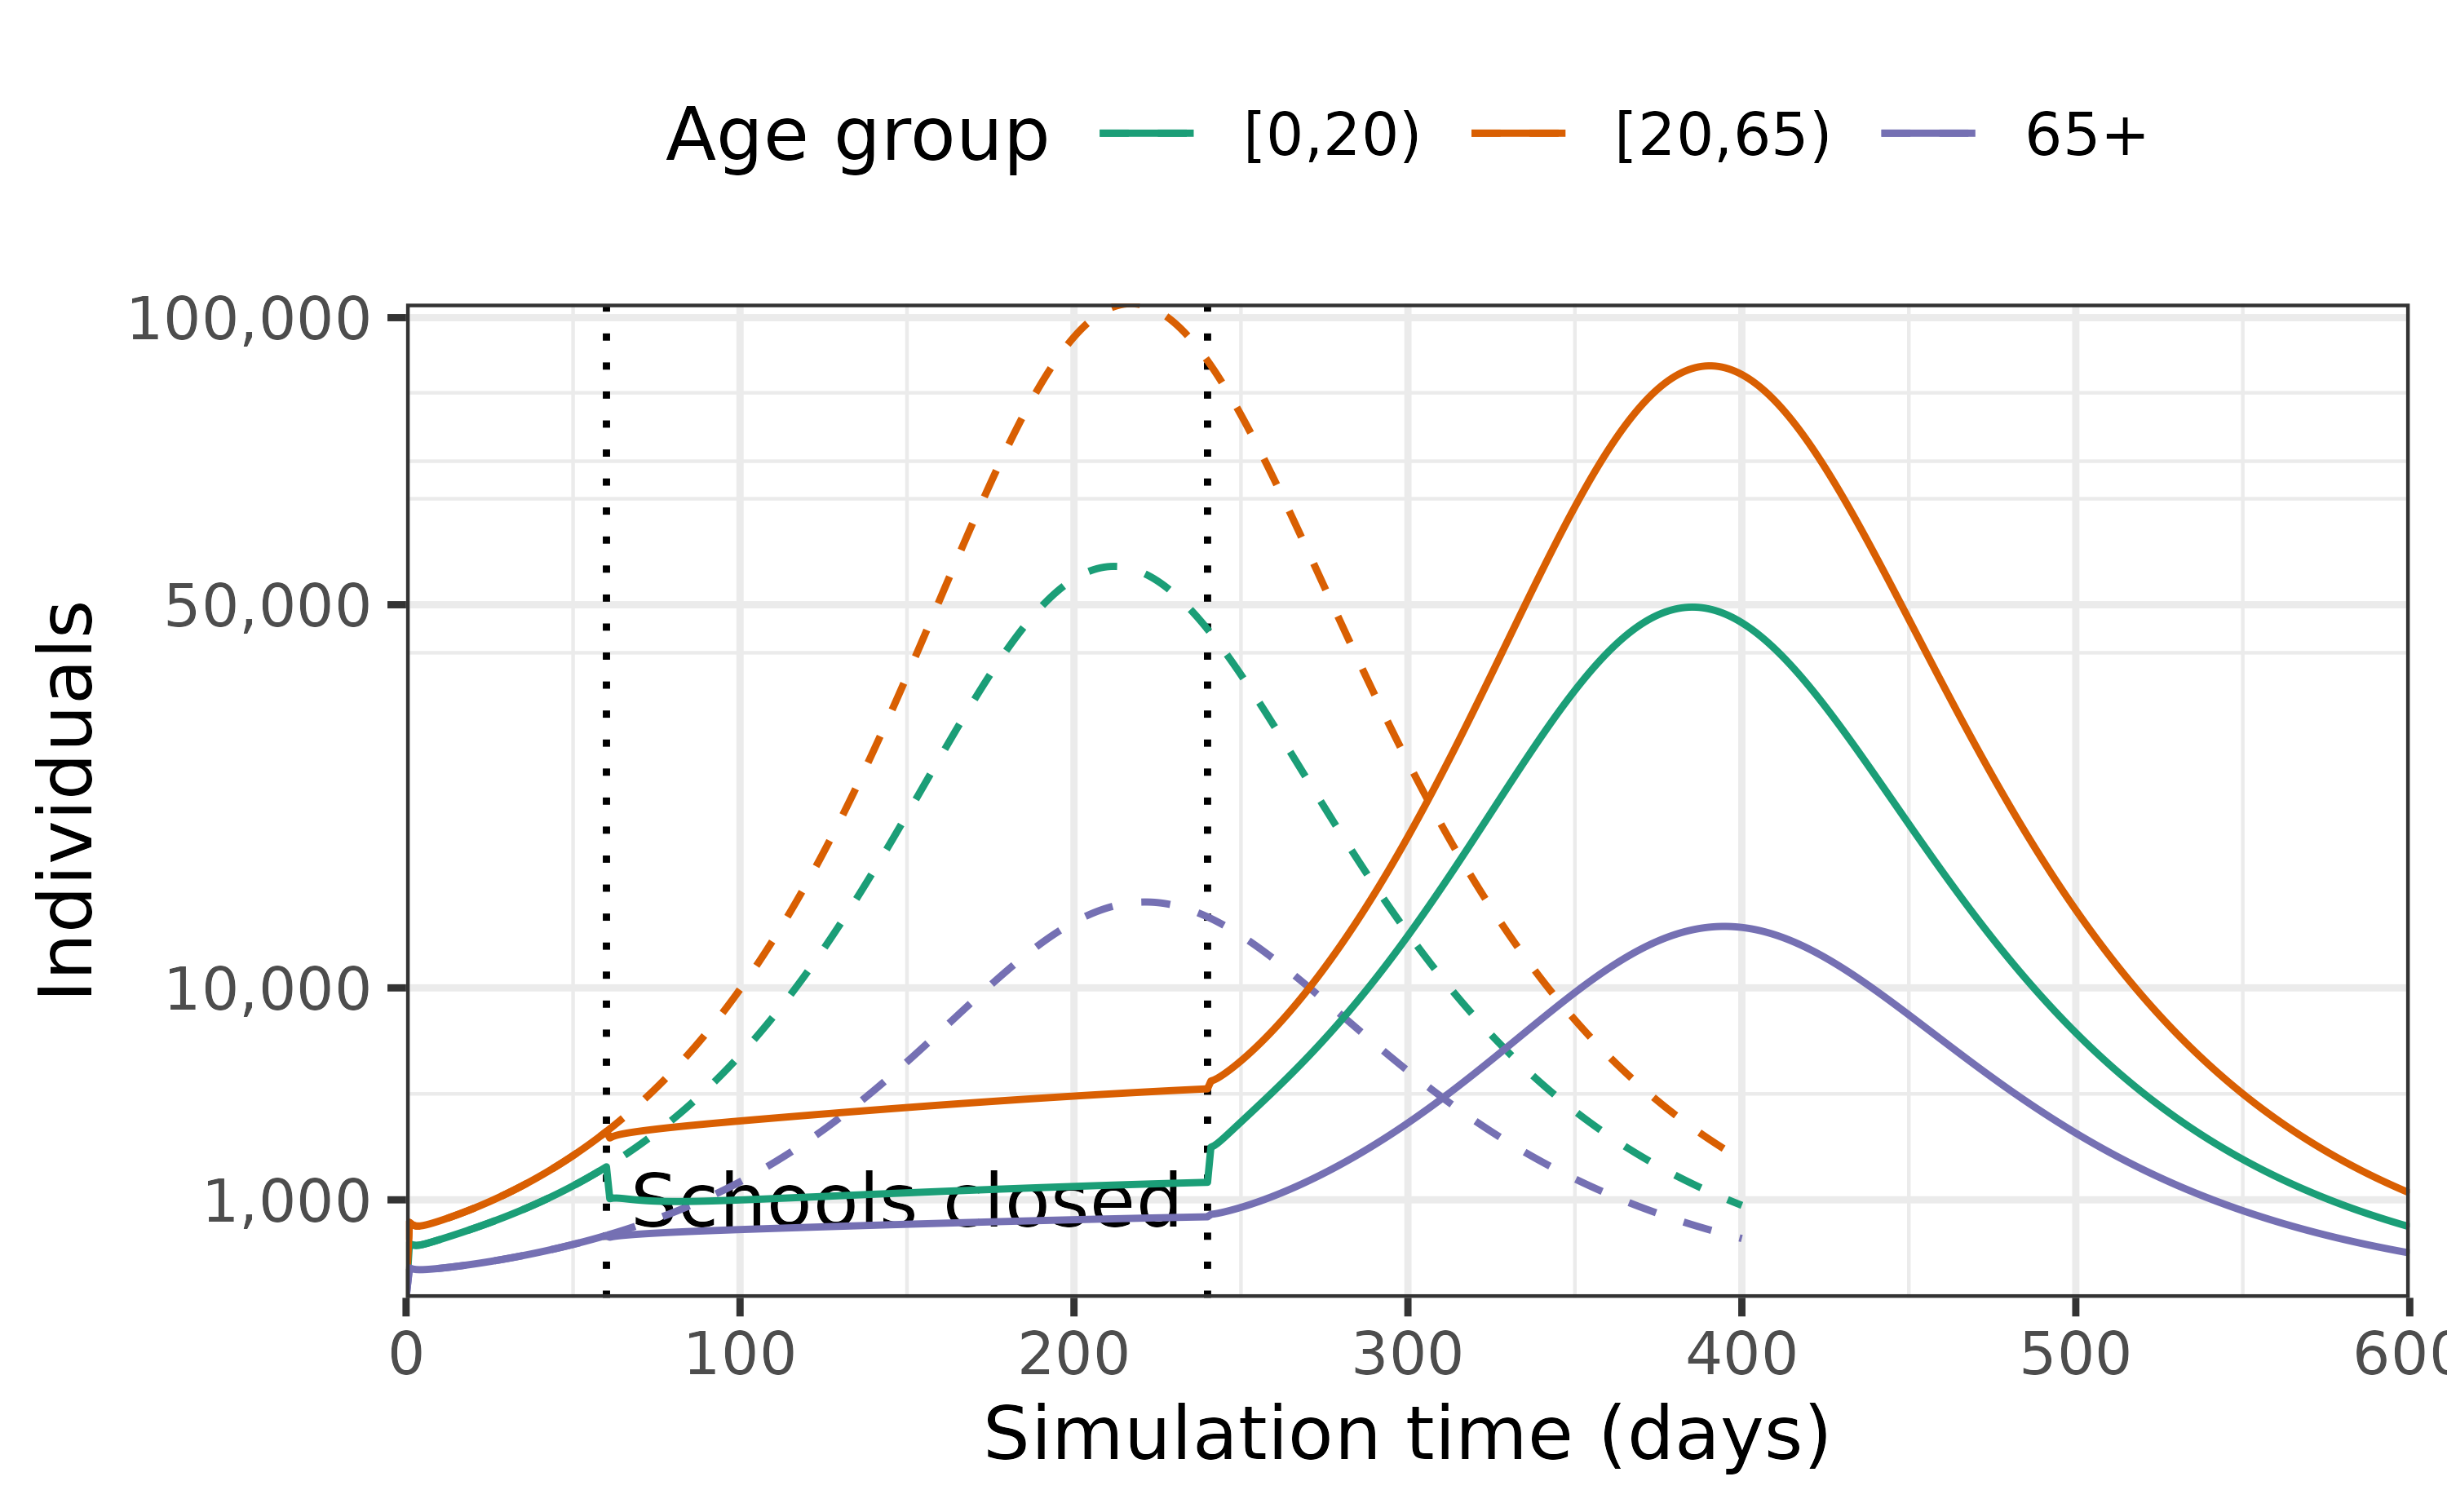 Age group [0,20) [20,65) 65+
100,000
50,000
10,000
1,000
Individuals
Schools closed
0 100 200 300 400 500 600
Simulation time (days)